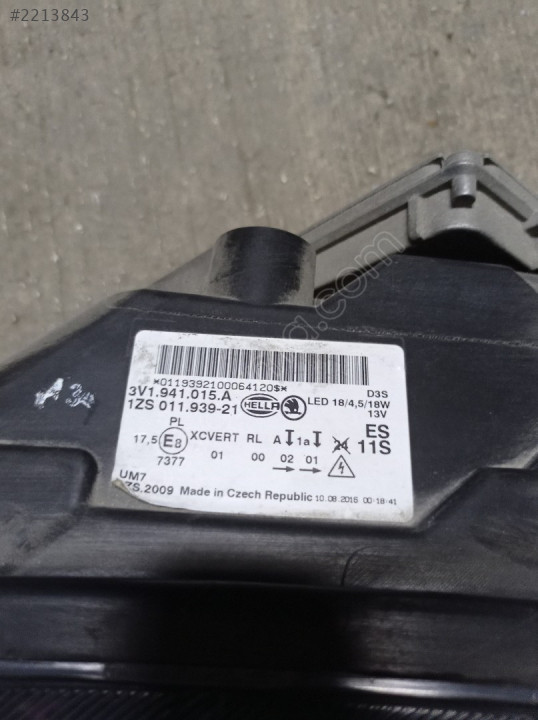 #2213843
*0119392100064120$*
3V1.941.015.A
1ZS 011.939-21
HELLA
D3S
LED 18/4,5/18W
13V
PL
17,5 E8 XCVERT RL A 1a 24
ES
11S
7377 01 00 02 01
UM7
ZS.2009 Made in Czech Republic 10.08.2016 00:18:41